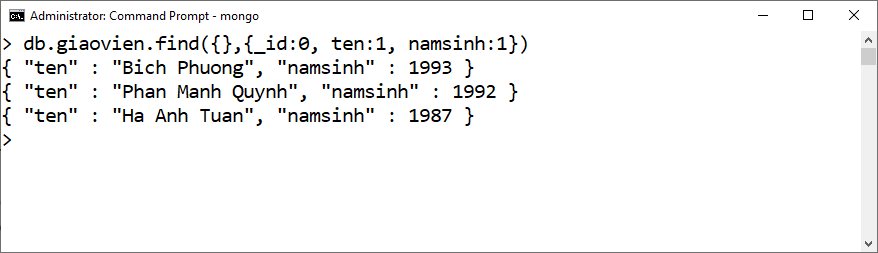 Administrator: Command Prompt - mongo
> db.giaovien.find({},{_id:0, ten:1, namsinh:1})
{ "ten" : "Bich Phuong", "namsinh" : 1993 }
{ "ten" : "Phan Manh Quynh", "namsinh" : 1992 }
{ "ten" : "Ha Anh Tuan", "namsinh" : 1987 }
>